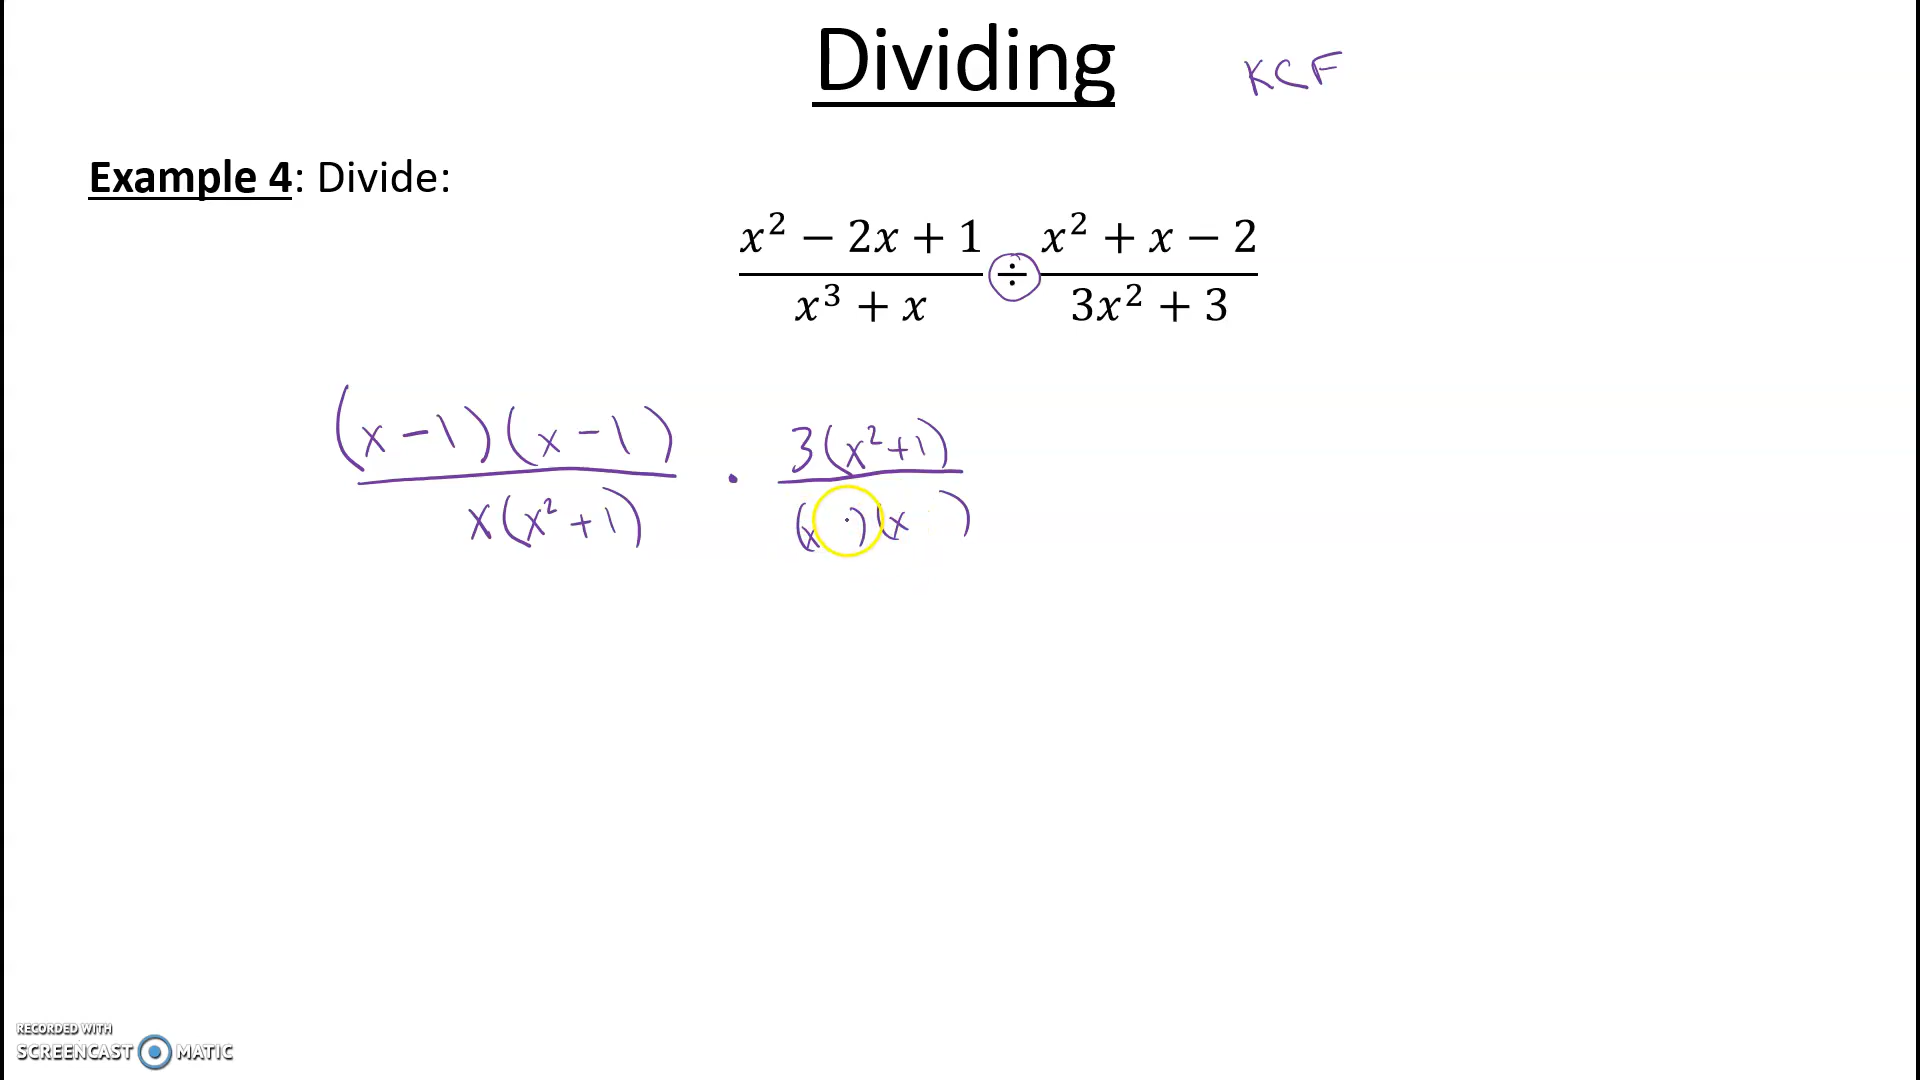 Dividing KCF
Example 4: Divide:
x² − 2x + 1 / x³ + x ÷ x² + x − 2 / 3x² + 3
(x − 1)(x − 1) / x(x² + 1) · 3(x² + 1) / (x )(x )
RECORDED WITH
SCREENCAST MATIC